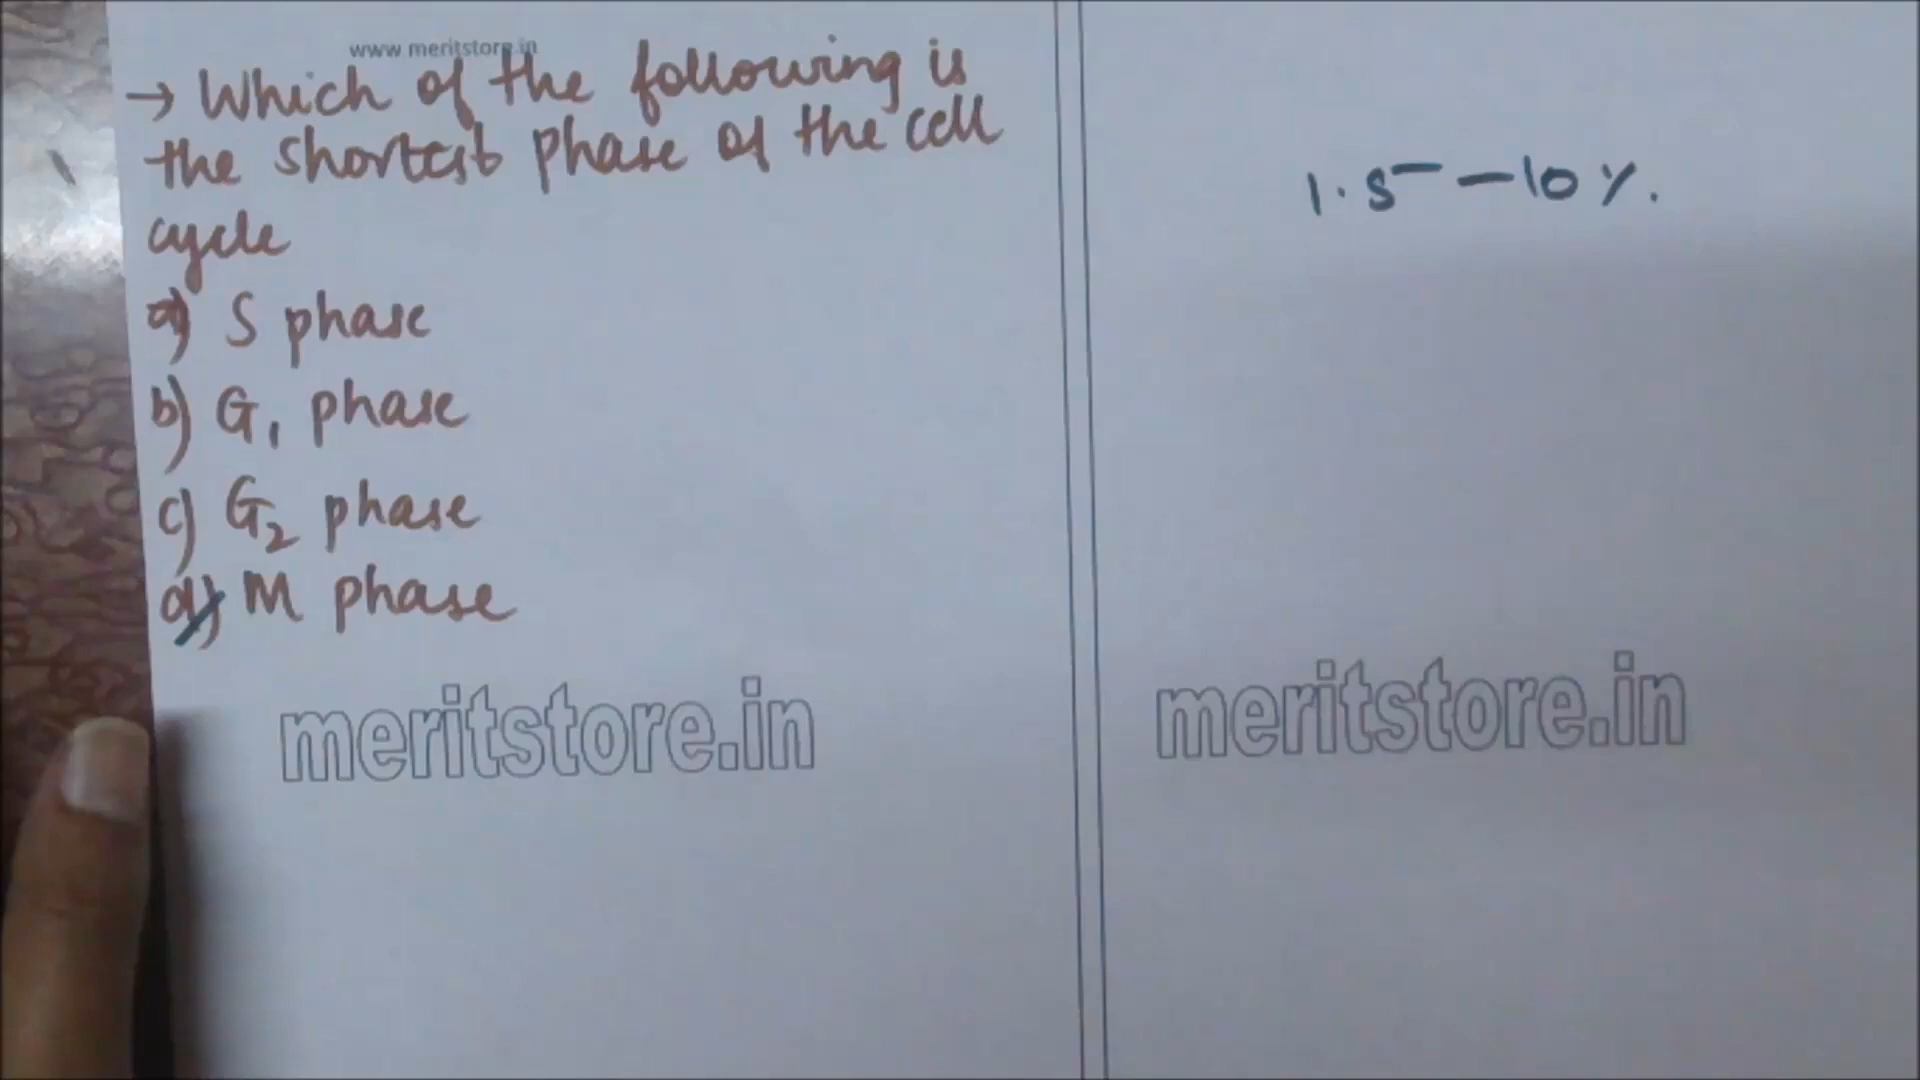 www.meritstore.in
→ Which of the following is
the shortest phase of the cell
cycle
a) S phase
b) G₁ phase
c) G₂ phase
d) M phase
meritstore.in
1.5 – 10 %.
meritstore.in